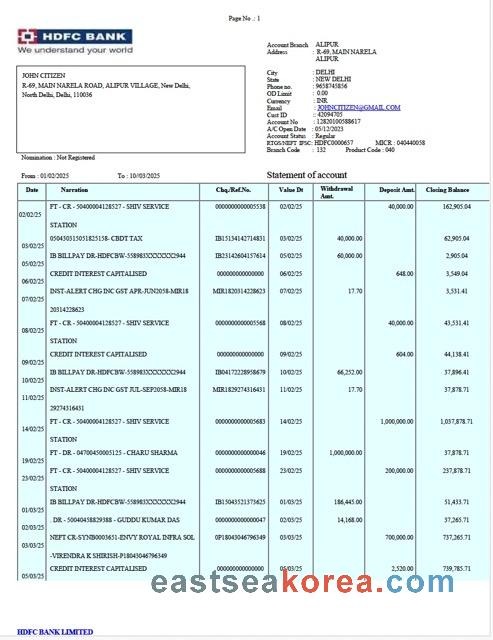 Page No .: 1
HDFC BANK
We understand your world
Account Branch : ALIPUR
Address : R-69, MAIN NARELA
ALIPUR
JOHN CITIZEN
R-69, MAIN NARELA ROAD, ALIPUR VILLAGE, New Delhi,
North Delhi, Delhi, 110036
City : DELHI
State : NEW DELHI
Phone no. : 9658745856
OD Limit : 0.00
Currency : INR
Email : JOHNCITIZEN@GMAIL.COM
Cust ID : : 42094705
Account No : 12820100588617
A/C Open Date : 05/12/2023
Account Status : Regular
RTGS/NEFT IFSC: HDFC0000657 MICR : 040440058
Branch Code : 132 Product Code : 040
Nomination : Not Registered
From : 01/02/2025 To : 10/03/2025 Statement of account
Date Narration Chq./Ref.No. Value Dt Withdrawal Amt. Deposit Amt. Closing Balance
02/02/25 FT - CR - 50400004128527 - SHIV SERVICE 0000000000005538 02/02/25 40,000.00 162,905.04
STATION
03/02/25 050450315051825158- CBDT TAX IB15134142714831 03/02/25 40,000.00 62,905.04
05/02/25 IB BILLPAY DR-HDFCBW-558983XXXXXX2944 IB23142604157614 05/02/25 60,000.00 2,905.04
06/02/25 CREDIT INTEREST CAPITALISED 000000000000000 06/02/25 648.00 3,549.04
07/02/25 INST-ALERT CHG INC GST APR-JUN2058-MIR18 MIR1820314228623 07/02/25 17.70 3,531.41
20314228623
08/02/25 FT - CR - 50400004128527 - SHIV SERVICE 0000000000005568 08/02/25 40,000.00 43,531.41
STATION
09/02/25 CREDIT INTEREST CAPITALISED 000000000000000 09/02/25 604.00 44,138.41
10/02/25 IB BILLPAY DR-HDFCBW-558983XXXXXX2944 IB04172228958679 10/02/25 66,252.00 37,896.41
11/02/25 INST-ALERT CHG INC GST JUL-SEP2058-MIR18 MIR1829274316431 11/02/25 17.70 37,878.71
29274316431
14/02/25 FT - CR - 50400004128527 - SHIV SERVICE 0000000000005683 14/02/25 1,000,000.00 1,037,878.71
STATION
19/02/25 FT - DR - 04700450005125 - CHARU SHARMA 0000000000000046 19/02/25 1,000,000.00 37,878.71
23/02/25 FT - CR - 50400004128527 - SHIV SERVICE 0000000000005688 23/02/25 200,000.00 237,878.71
STATION
01/03/25 IB BILLPAY DR-HDFCBW-558983XXXXXX2944 IB15043521373625 01/03/25 186,445.00 51,433.71
02/03/25 . DR - 50040458829388 - GUDDU KUMAR DAS 0000000000000047 02/03/25 14,168.00 37,265.71
03/03/25 NEFT CR-SYNB0003651-ENVY ROYAL INFRA SOL 0P18043046796349 03/03/25 700,000.00 737,265.71
-VIRENDRA K SHIRISH-P18043046796349
05/03/25 CREDIT INTEREST CAPITALISED 000000000000000 05/03/25 2,520.00 739,785.71
eastseakorea.com
HDFC BANK LIMITED